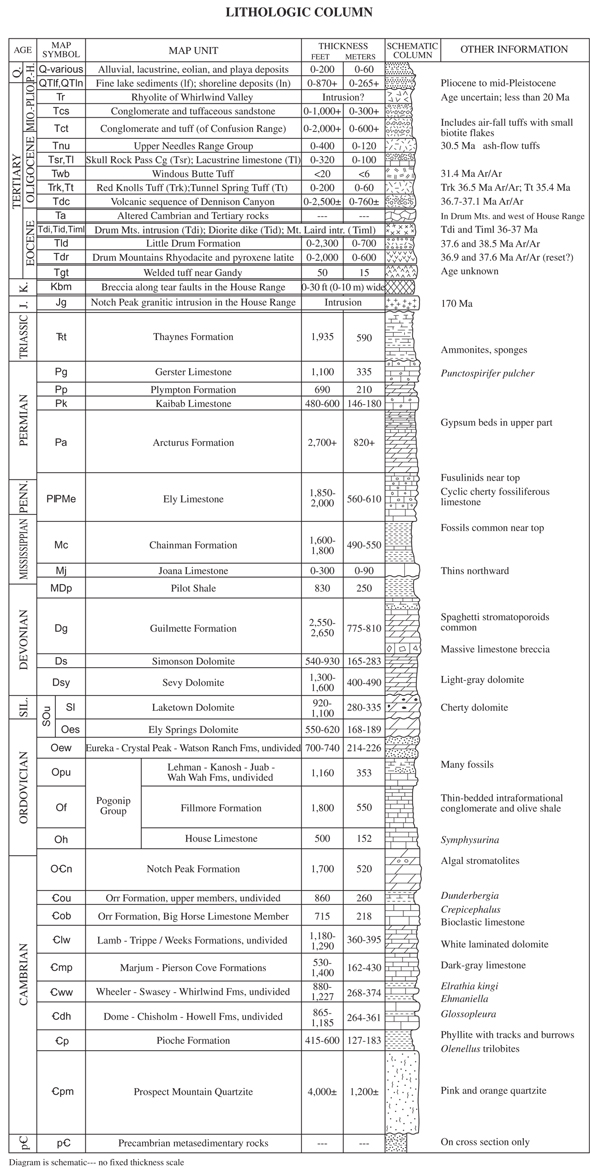 LITHOLOGIC COLUMN
AGE MAP SYMBOL MAP UNIT THICKNESS FEET METERS SCHEMATIC COLUMN OTHER INFORMATION
Q. P.-H. Q-various Alluvial, lacustrine, eolian, and playa deposits 0-200 0-60
QTlf,QTln Fine lake sediments (lf); shoreline deposits (ln) 0-870+ 0-265+ Pliocene to mid-Pleistocene
TERTIARY
MIO.-PLIO.
Tr Rhyolite of Whirlwind Valley Intrusion? Age uncertain; less than 20 Ma
Tcs Conglomerate and tuffaceous sandstone 0-1,000+ 0-300+
Tct Conglomerate and tuff (of Confusion Range) 0-2,000+ 0-600+ Includes air-fall tuffs with small biotite flakes
OLIGOCENE
Tnu Upper Needles Range Group 0-400 0-120 30.5 Ma ash-flow tuffs
Tsr,Tl Skull Rock Pass Cg (Tsr); Lacustrine limestone (Tl) 0-320 0-100
Twb Windous Butte Tuff <20 <6 31.4 Ma Ar/Ar
Trk,Tt Red Knolls Tuff (Trk);Tunnel Spring Tuff (Tt) 0-200 0-60 Trk 36.5 Ma Ar/Ar; Tt 35.4 Ma
Tdc Volcanic sequence of Dennison Canyon 0-2,500± 0-760± 36.7-37.1 Ma Ar/Ar
EOCENE
Ta Altered Cambrian and Tertiary rocks --- --- In Drum Mts. and west of House Range
Tdi,Tid,Timl Drum Mts. intrusion (Tdi); Diorite dike (Tid); Mt. Laird intr. (Timl) Tdi and Timl 36-37 Ma
Tld Little Drum Formation 0-2,300 0-700 37.6 and 38.5 Ma Ar/Ar
Tdr Drum Mountains Rhyodacite and pyroxene latite 0-2,000 0-600 36.9 and 37.6 Ma Ar/Ar (reset?)
Tgt Welded tuff near Gandy 50 15 Age unknown
K. Kbm Breccia along tear faults in the House Range 0-30 ft (0-10 m) wide
J. Jg Notch Peak granitic intrusion in the House Range Intrusion 170 Ma
TRIASSIC
Ŧt Thaynes Formation 1,935 590 Ammonites, sponges
PERMIAN
Pg Gerster Limestone 1,100 335 Punctospirifer pulcher
Pp Plympton Formation 690 210
Pk Kaibab Limestone 480-600 146-180
Pa Arcturus Formation 2,700+ 820+ Gypsum beds in upper part
PENN.
PIPMe Ely Limestone 1,850-2,000 560-610 Fusulinids near top
Cyclic cherty fossiliferous limestone
MISSISSIPPIAN
Mc Chainman Formation 1,600-1,800 490-550 Fossils common near top
Mj Joana Limestone 0-300 0-90 Thins northward
MDp Pilot Shale 830 250
DEVONIAN
Dg Guilmette Formation 2,550-2,650 775-810 Spaghetti stromatoporoids common
Massive limestone breccia
Ds Simonson Dolomite 540-930 165-283
Dsy Sevy Dolomite 1,300-1,600 400-490 Light-gray dolomite
SIL. SOu Sl Laketown Dolomite 920-1,100 280-335 Cherty dolomite
ORDOVICIAN
Oes Ely Springs Dolomite 550-620 168-189
Oew Eureka - Crystal Peak - Watson Ranch Fms, undivided 700-740 214-226
Pogonip Group
Opu Lehman - Kanosh - Juab - Wah Wah Fms, undivided 1,160 353 Many fossils
Of Fillmore Formation 1,800 550 Thin-bedded intraformational conglomerate and olive shale
Oh House Limestone 500 152 Symphysurina
CAMBRIAN
OꞒn Notch Peak Formation 1,700 520 Algal stromatolites
Ꞓou Orr Formation, upper members, undivided 860 260 Dunderbergia
Ꞓob Orr Formation, Big Horse Limestone Member 715 218 Crepicephalus
Bioclastic limestone
Ꞓlw Lamb - Trippe / Weeks Formations, undivided 1,180-1,290 360-395 White laminated dolomite
Ꞓmp Marjum - Pierson Cove Formations 530-1,400 162-430 Dark-gray limestone
Ꞓww Wheeler - Swasey - Whirlwind Fms, undivided 880-1,227 268-374 Elrathia kingi
Ehmaniella
Ꞓdh Dome - Chisholm - Howell Fms, undivided 865-1,185 264-361 Glossopleura
Ꞓp Pioche Formation 415-600 127-183 Phyllite with tracks and burrows
Olenellus trilobites
Ꞓpm Prospect Mountain Quartzite 4,000± 1,200± Pink and orange quartzite
pꞒ pꞒ Precambrian metasedimentary rocks --- --- On cross section only
Diagram is schematic--- no fixed thickness scale